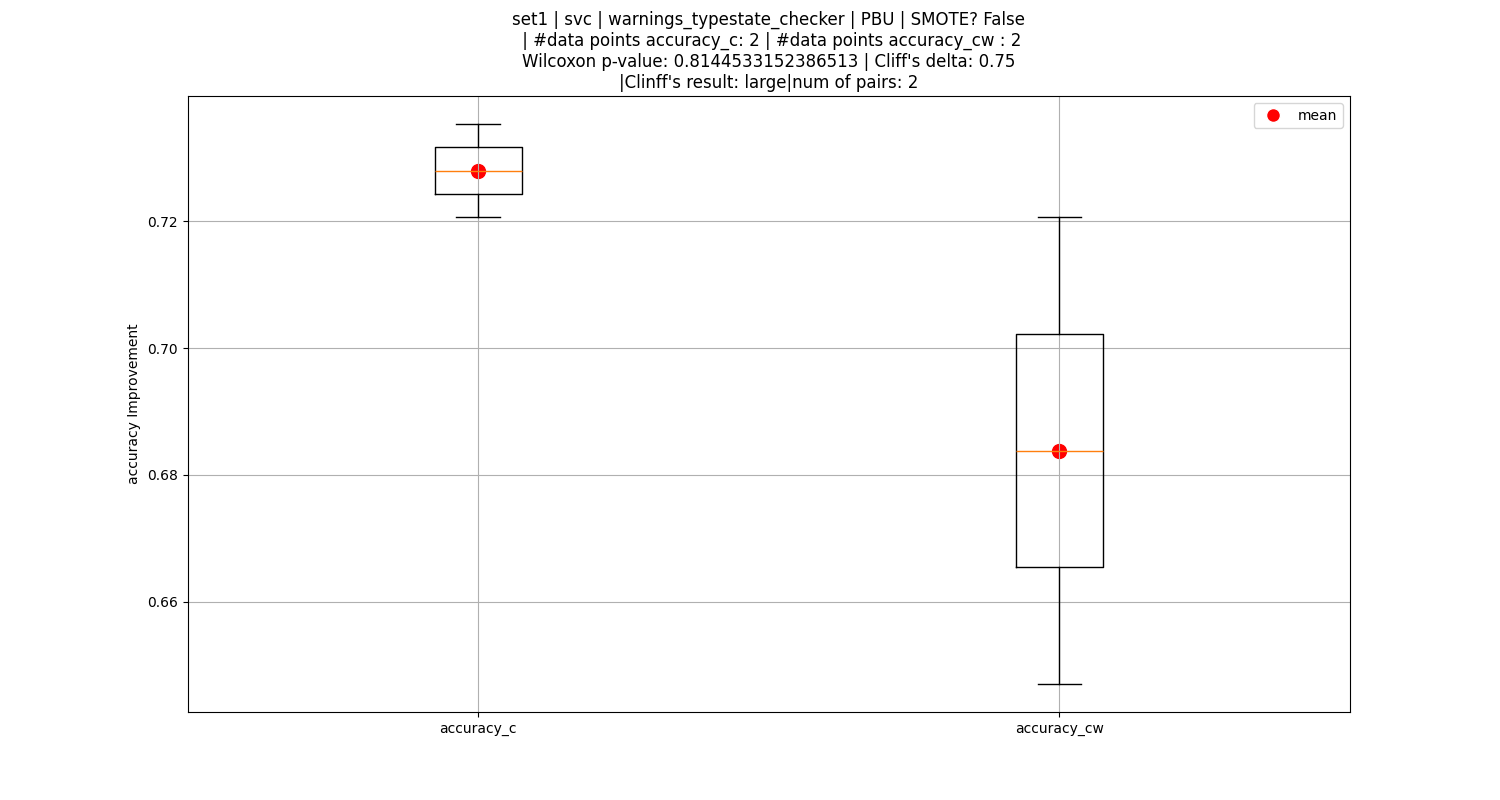 set1 | svc | warnings_typestate_checker | PBU | SMOTE? False
| #data points accuracy_c: 2 | #data points accuracy_cw : 2
Wilcoxon p-value: 0.8144533152386513 | Cliff's delta: 0.75
|Clinff's result: large|num of pairs: 2
mean
0.72
0.70
0.68
0.66
accuracy Improvement
accuracy_c
accuracy_cw